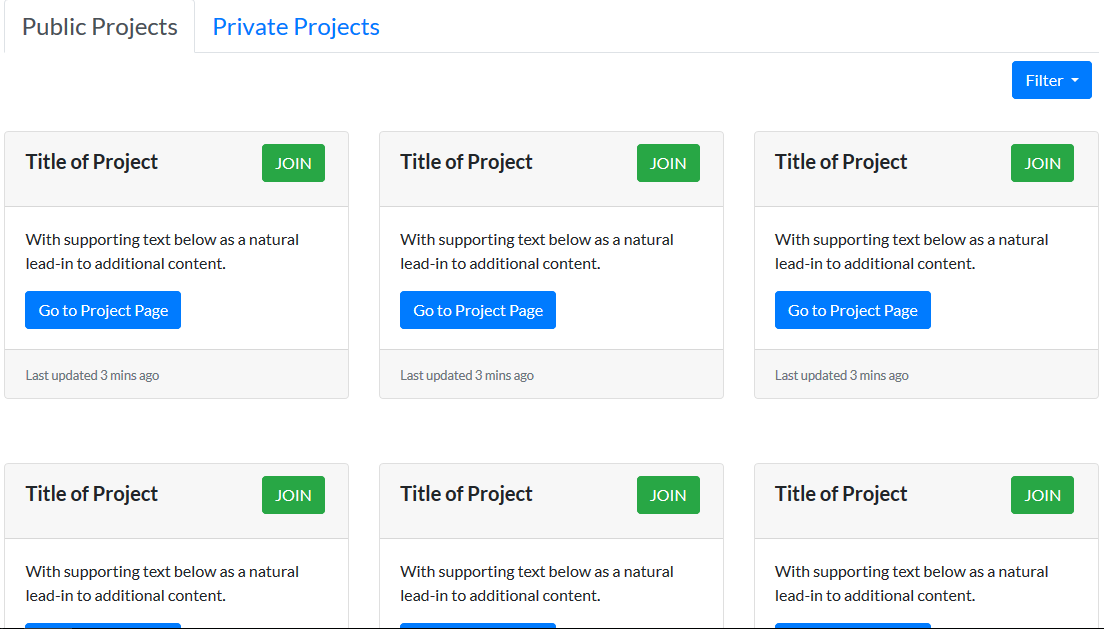 Public Projects Private Projects
Filter
Title of Project JOIN Title of Project JOIN Title of Project JOIN
With supporting text below as a natural With supporting text below as a natural With supporting text below as a natural
lead-in to additional content. lead-in to additional content. lead-in to additional content.
Go to Project Page Go to Project Page Go to Project Page
Last updated 3 mins ago Last updated 3 mins ago Last updated 3 mins ago
Title of Project JOIN Title of Project JOIN Title of Project JOIN
With supporting text below as a natural With supporting text below as a natural With supporting text below as a natural
lead-in to additional content. lead-in to additional content. lead-in to additional content.